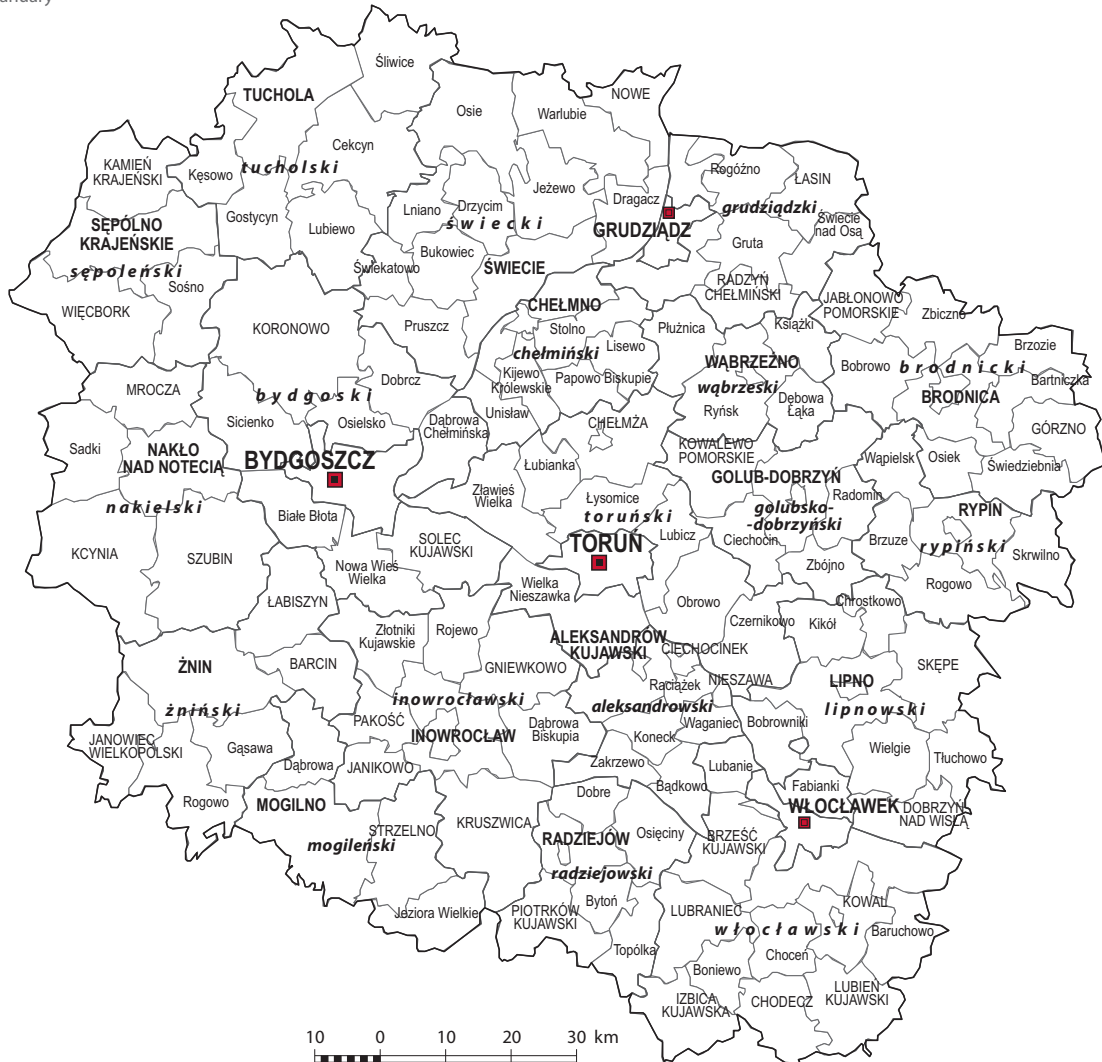 anuary
Śliwice
TUCHOLA
NOWE
Osie
Warlubie
Cekcyn
KAMIEŃ
KRAJEŃSKI
Kęsowo
tucholski
Rogóźno
ŁASIN
Jeżewo
Dragacz
Lniano
Drzycim
grudziądzki
Gostycyn
Lubiewo
świecki
GRUDZIĄDZ
Świecie
nad Osą
SĘPÓLNO
KRAJEŃSKIE
Bukowiec
Gruta
sępoleński
Świekatowo
ŚWIECIE
Sośno
RADZYŃ
CHEŁMIŃSKI
WIĘCBORK
CHEŁMNO
JABŁONOWO
POMORSKIE
KORONOWO
Pruszcz
Stolno
Płużnica
Książki
Zbiczno
chełmiński
Lisewo
Brzozie
WĄBRZEŹNO
Bobrowo
brodnicki
Kijewo
Królewskie
Papowo Biskupie
Dobrcz
Bartniczka
MROCZA
bydgoski
wąbrzeski
Dębowa
Łąka
BRODNICA
Unisław
Ryńsk
Sicienko
Osielsko
Dąbrowa
Chełmińska
CHEŁMŻA
GÓRZNO
Sadki
NAKŁO
NAD NOTECIĄ
KOWALEWO
POMORSKIE
BYDGOSZCZ
Wąpielsk
Osiek
Łubianka
Świedziebnia
GOLUB-DOBRZYŃ
Zławieś
Wielka
Radomin
nakielski
Łysomice
golubsko-
-dobrzyński
RYPIN
Białe Błota
toruński
Lubicz
Ciechocin
SOLEC
KUJAWSKI
TORUŃ
Brzuze
rypiński
KCYNIA
SZUBIN
Skrwilno
Nowa Wieś
Wielka
Zbójno
Wielka
Nieszawka
Rogowo
ŁABISZYN
Obrowo
Chrostkowo
Czernikowo
Kikół
Złotniki
Kujawskie
Rojewo
ALEKSANDRÓW
KUJAWSKI
CIECHOCINEK
ŻNIN
BARCIN
GNIEWKOWO
SKĘPE
NIESZAWA
LIPNO
Raciążek
inowrocławski
aleksandrowski
lipnowski
żniński
PAKOŚĆ
Dąbrowa
Biskupia
Waganiec
Bobrowniki
INOWROCŁAW
Koneck
JANOWIEC
WIELKOPOLSKI
Gąsawa
Wielgie
Tłuchowo
Dąbrowa
JANIKOWO
Zakrzewo
Lubanie
Bądkowo
Fabianki
Dobre
Rogowo
MOGILNO
WŁOCŁAWEK
DOBRZYŃ
NAD WISŁĄ
KRUSZWICA
STRZELNO
Osięciny
RADZIEJÓW
BRZEŚĆ
KUJAWSKI
mogileński
radziejowski
Bytoń
KOWAL
Jeziora Wielkie
PIOTRKÓW
KUJAWSKI
LUBRANIEC
włocławski
Baruchowo
Topólka
Choceń
Boniewo
LUBIEŃ
KUJAWSKI
IZBICA
KUJAWSKA
CHODECZ
10 0 10 20 30 km